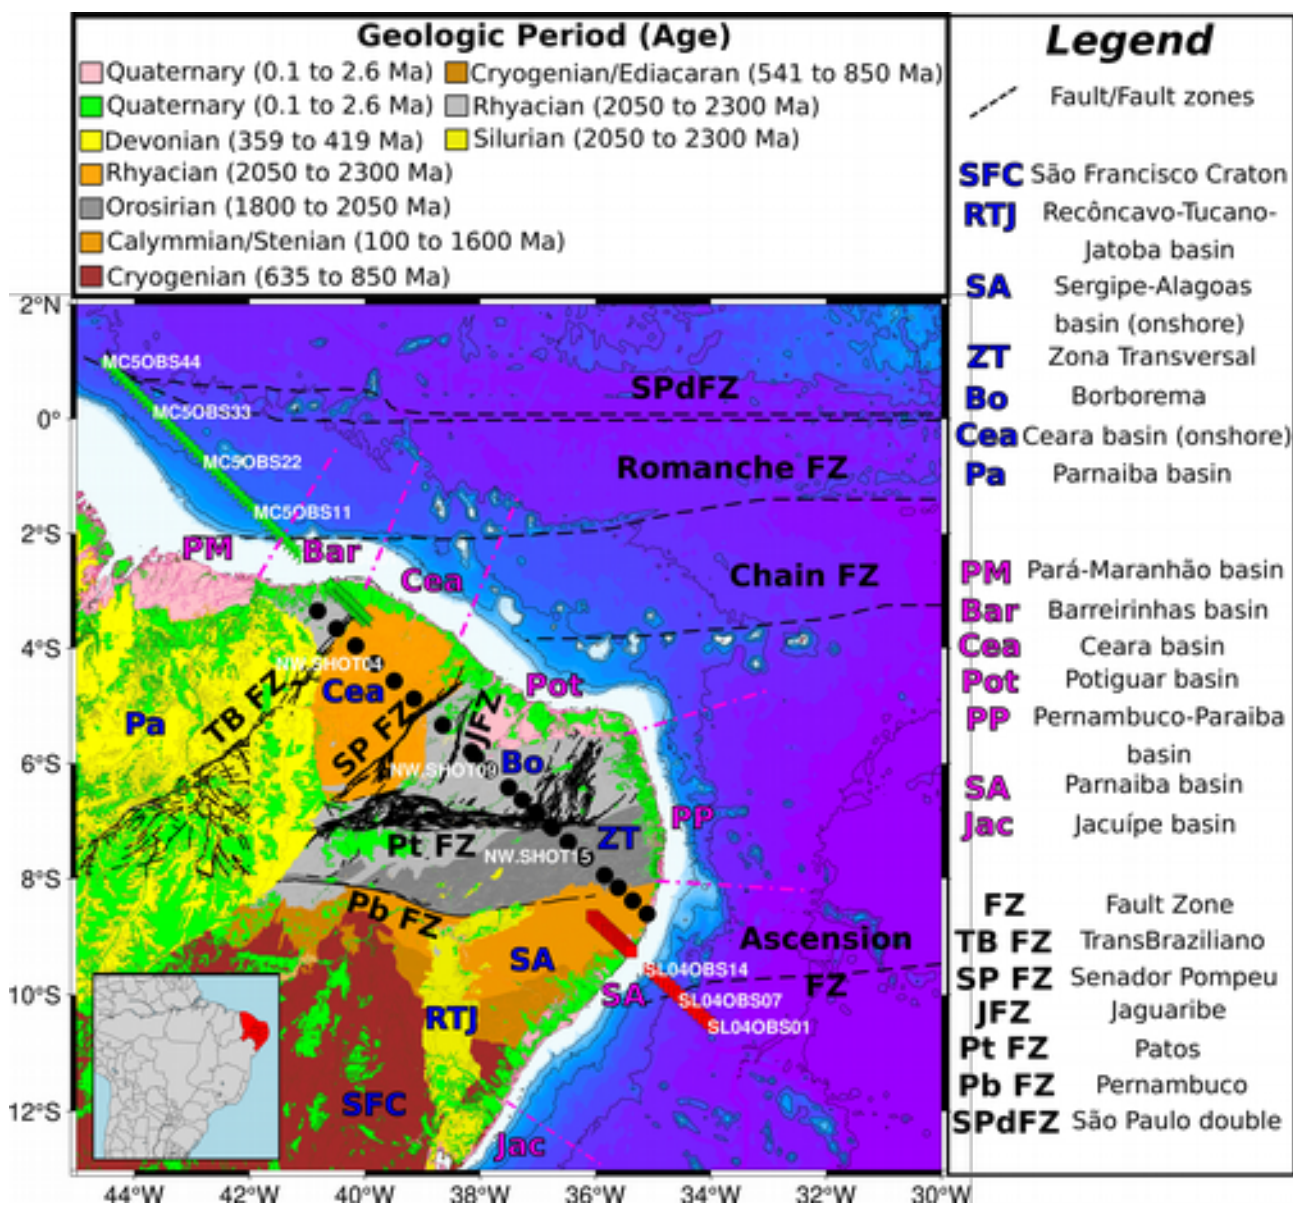 Geologic Period (Age)
Quaternary (0.1 to 2.6 Ma)
Cryogenian/Ediacaran (541 to 850 Ma)
Quaternary (0.1 to 2.6 Ma)
Rhyacian (2050 to 2300 Ma)
Devonian (359 to 419 Ma)
Silurian (2050 to 2300 Ma)
Rhyacian (2050 to 2300 Ma)
Orosirian (1800 to 2050 Ma)
Calymmian/Stenian (100 to 1600 Ma)
Cryogenian (635 to 850 Ma)
2°N
0°
2°S
4°S
6°S
8°S
10°S
12°S
44°W
42°W
40°W
38°W
36°W
34°W
32°W
30°W
MC5OBS44
MC5OBS33
MC5OBS22
MC5OBS11
SPdFZ
Romanche FZ
Chain FZ
PM
Bar
Cea
Pot
NW.SHOT04
Cea
TB FZ
Pa
SP FZ
JFZ
Bo
NW.SHOT09
PP
Pt FZ
ZT
NW.SHOT15
Pb FZ
SA
Ascension
FZ
SL04OBS14
SA
SL04OBS07
SL04OBS01
RTJ
SFC
Jac
Legend
Fault/Fault zones
SFC São Francisco Craton
RTJ Recôncavo-Tucano-
Jatoba basin
SA Sergipe-Alagoas
basin (onshore)
ZT Zona Transversal
Bo Borborema
Cea Ceara basin (onshore)
Pa Parnaiba basin
PM Pará-Maranhão basin
Bar Barreirinhas basin
Cea Ceara basin
Pot Potiguar basin
PP Pernambuco-Paraiba
basin
SA Parnaiba basin
Jac Jacuípe basin
FZ Fault Zone
TB FZ TransBraziliano
SP FZ Senador Pompeu
JFZ Jaguaribe
Pt FZ Patos
Pb FZ Pernambuco
SPdFZ São Paulo double